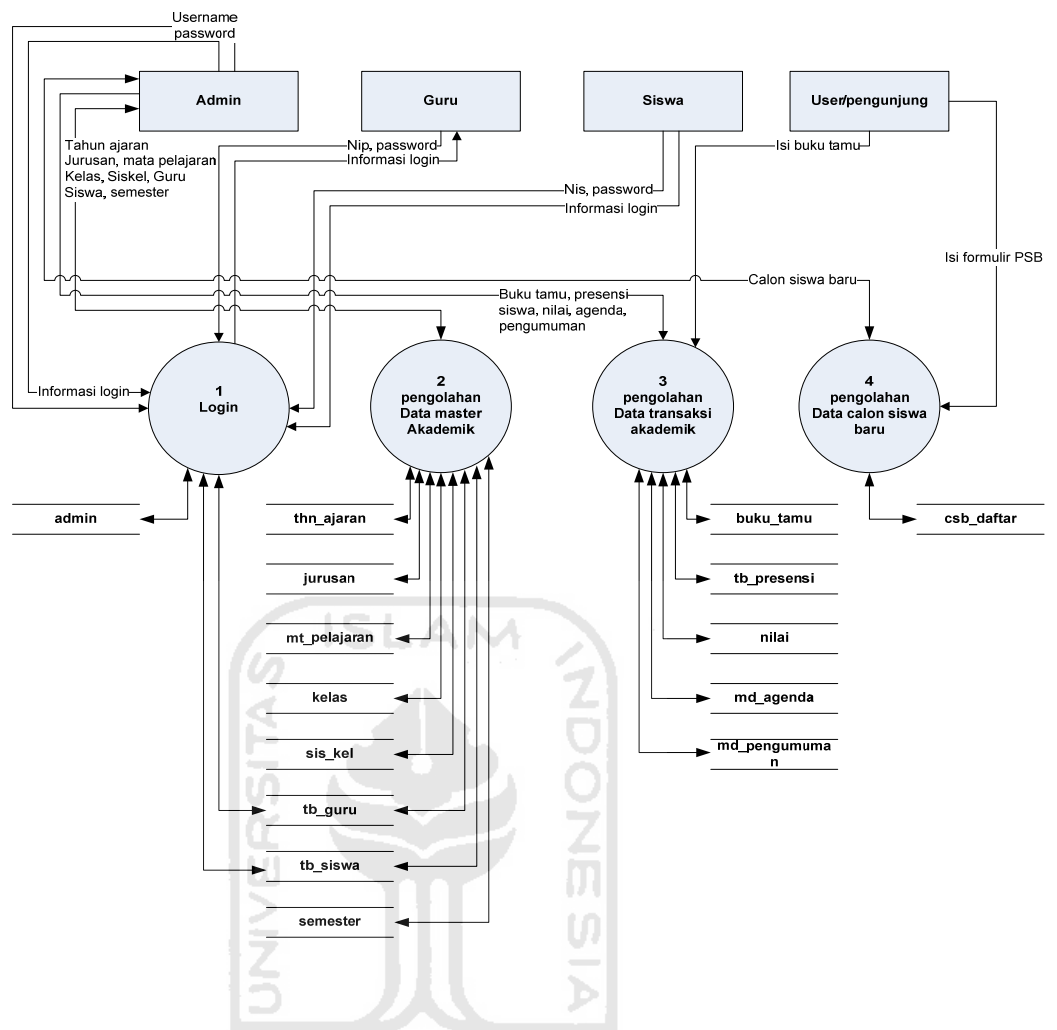 Username
password
Admin
Guru
Siswa
User/pengunjung
Tahun ajaran
Jurusan, mata pelajaran
Kelas, Siskel, Guru
Siswa, semester
Nip, password
Informasi login
Isi buku tamu
Nis, password
Informasi login
Isi formulir PSB
Calon siswa baru
Buku tamu, presensi
siswa, nilai, agenda,
pengumuman
Informasi login
1
Login
2
pengolahan
Data master
Akademik
3
pengolahan
Data transaksi
akademik
4
pengolahan
Data calon siswa
baru
admin
thn_ajaran
jurusan
mt_pelajaran
kelas
sis_kel
tb_guru
tb_siswa
semester
buku_tamu
tb_presensi
nilai
md_agenda
md_pengumuma
n
csb_daftar
UNIVERSITAS
ISLAM
INDONESIA